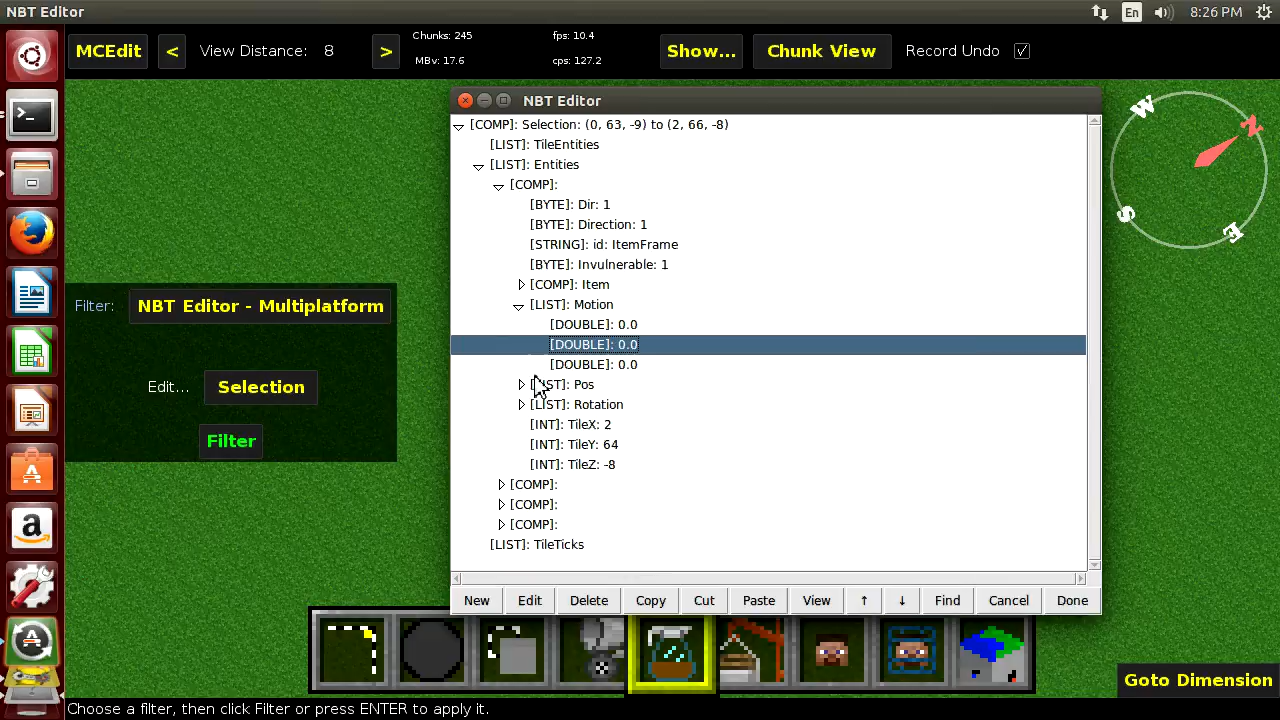 NBT Editor
En
8:26 PM
MCEdit
<
View Distance: 8
>
Chunks: 245
MBv: 17.6
fps: 10.4
cps: 127.2
Show...
Chunk View
Record Undo
NBT Editor
[COMP]: Selection: (0, 63, -9) to (2, 66, -8)
[LIST]: TileEntities
[LIST]: Entities
[COMP]:
[BYTE]: Dir: 1
[BYTE]: Direction: 1
[STRING]: id: ItemFrame
[BYTE]: Invulnerable: 1
[COMP]: Item
[LIST]: Motion
[DOUBLE]: 0.0
[DOUBLE]: 0.0
[DOUBLE]: 0.0
[LIST]: Pos
[LIST]: Rotation
[INT]: TileX: 2
[INT]: TileY: 64
[INT]: TileZ: -8
[COMP]:
[COMP]:
[COMP]:
[LIST]: TileTicks
New
Edit
Delete
Copy
Cut
Paste
View
↑
↓
Find
Cancel
Done
Filter:
NBT Editor - Multiplatform
Edit...
Selection
Filter
W
N
S
E
Goto Dimension
Choose a filter, then click Filter or press ENTER to apply it.